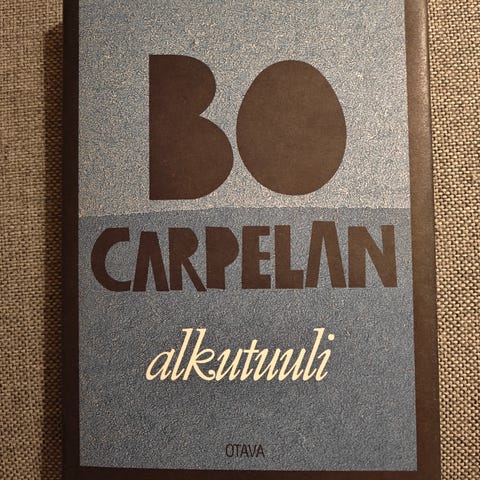 BO
CARPELAN
alkutuuli
OTAVA